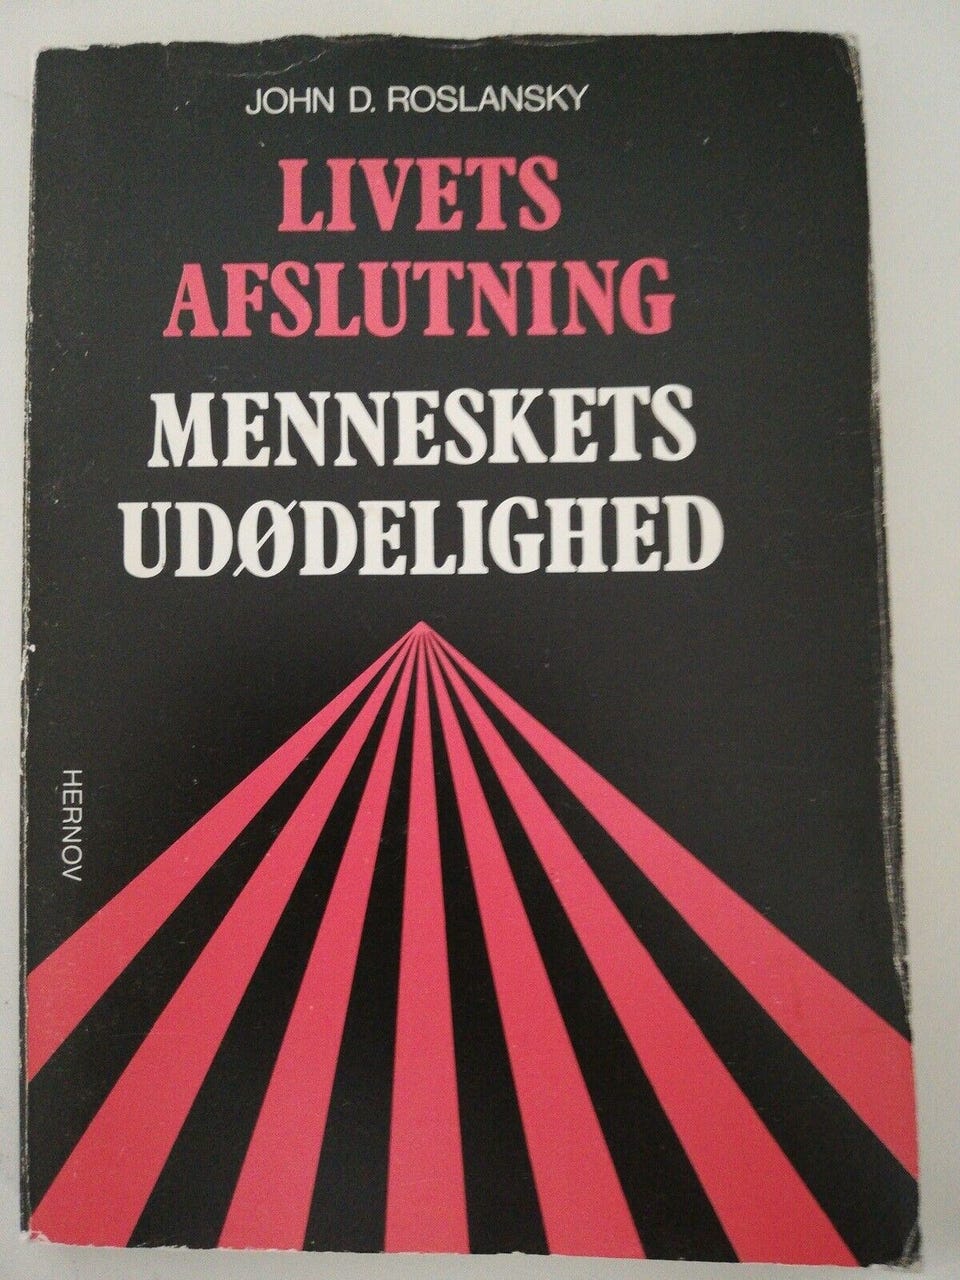 JOHN D. ROSLANSKY
LIVETS
AFSLUTNING
MENNESKETS
UDØDELIGHED
HERNOV